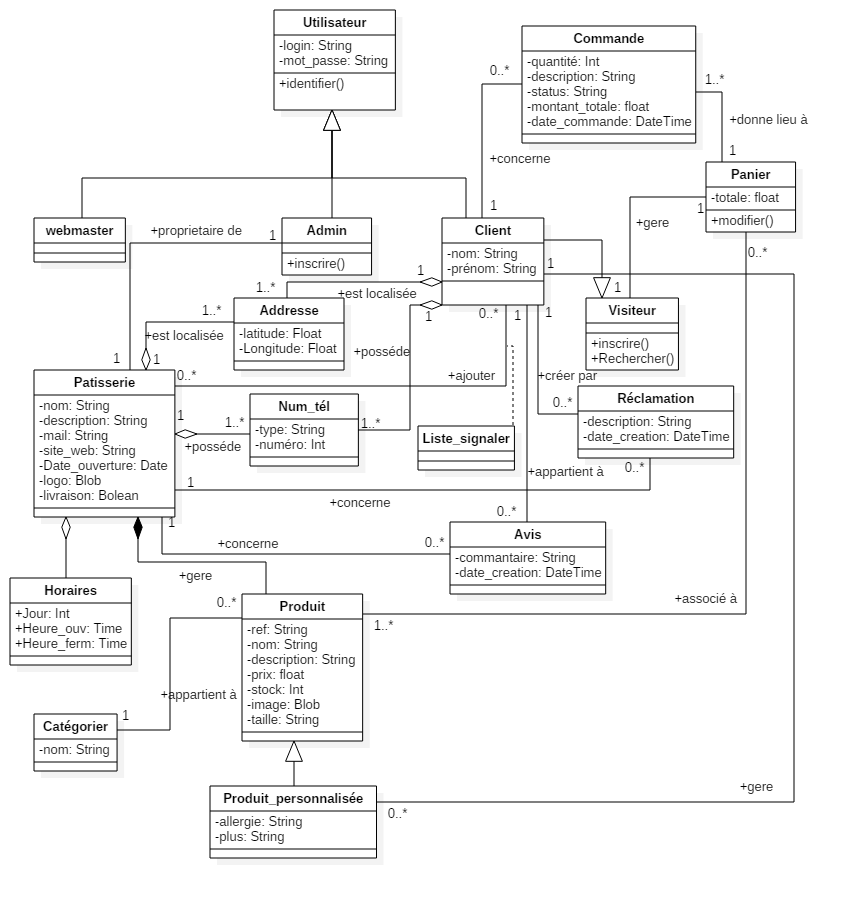 Utilisateur
-login: String
-mot_passe: String
+identifier()
Commande
-quantité: Int
-description: String
-status: String
-montant_totale: float
-date_commande: DateTime
0..*
1..*
+donne lieu à
+concerne
1
Panier
-totale: float
+modifier()
1
+gere
0..*
webmaster
+proprietaire de
1
Admin
+inscrire()
1
Client
-nom: String
-prénom: String
1
1
1..*
+est localisée
1
Visiteur
+inscrire()
+Rechercher()
1..*
Addresse
-latitude: Float
-Longitude: Float
+est localisée
1
0..*
1
1
+posséde
1
1
Patisserie
-nom: String
-description: String
-mail: String
-site_web: String
-Date_ouverture: Date
-logo: Blob
-livraison: Bolean
0..*
+ajouter
+créer par
Réclamation
-description: String
-date_creation: DateTime
0..*
1
1..*
+posséde
Num_tél
-type: String
-numéro: Int
1..*
Liste_signaler
+appartient à
0..*
1
+concerne
0..*
1
+concerne
0..*
Avis
-commantaire: String
-date_creation: DateTime
+gere
Horaires
+Jour: Int
+Heure_ouv: Time
+Heure_ferm: Time
0..*
Produit
-ref: String
-nom: String
-description: String
-prix: float
-stock: Int
-image: Blob
-taille: String
1..*
+associé à
+appartient à
1
Catégorier
-nom: String
Produit_personnalisée
-allergie: String
-plus: String
+gere
0..*